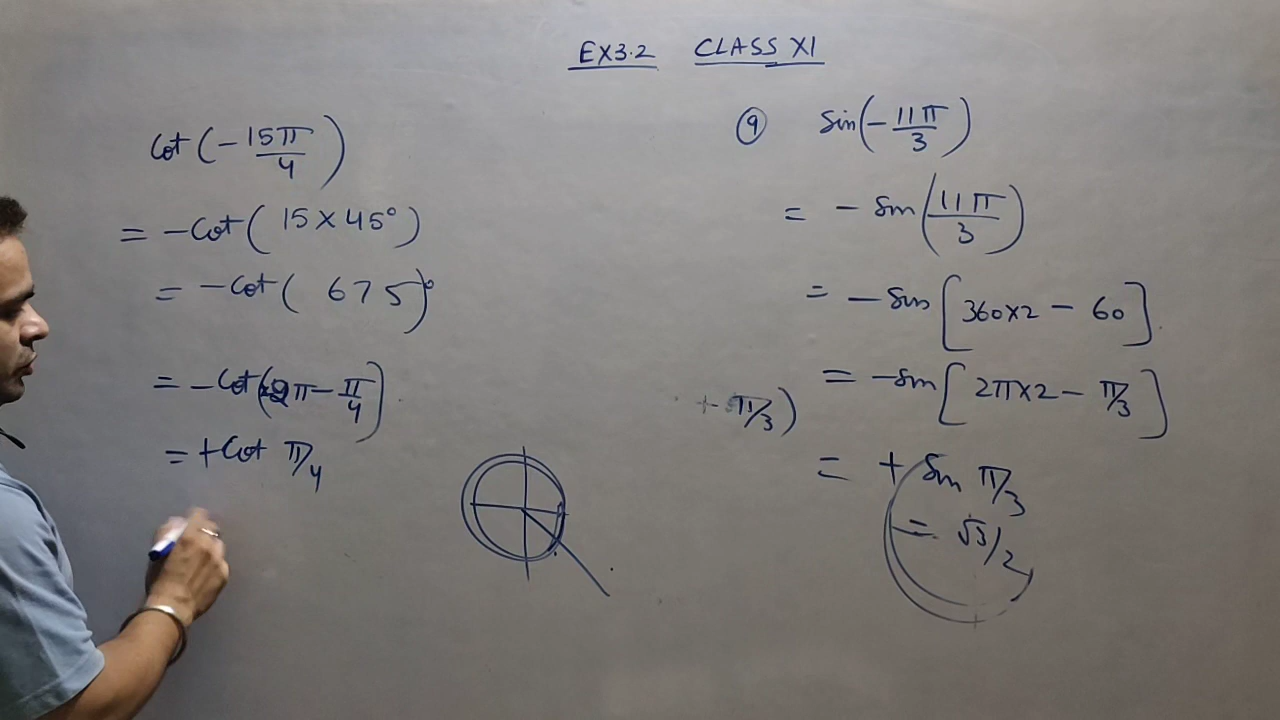 EX3.2 CLASS XI
cot(-15π/4)
= -cot( 15×45°)
= -cot( 675)°
= -cot(2π-π/4)
= +cot π/4
9 sin(-11π/3)
= - sin(11π/3)
= - sin[360×2 - 60]
= -sin[2π×2 - π/3]
+ π/3)
= + sin π/3
= √3/2